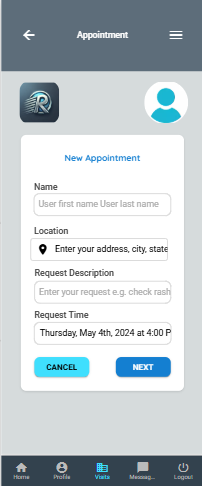 Appointment
R
New Appointment
Name
User first name User last name
Location
Enter your address, city, state
Request Description
Enter your request e.g. check rash
Request Time
Thursday, May 4th, 2024 at 4:00 P
CANCEL NEXT
Home Profile Visits Messag... Logout